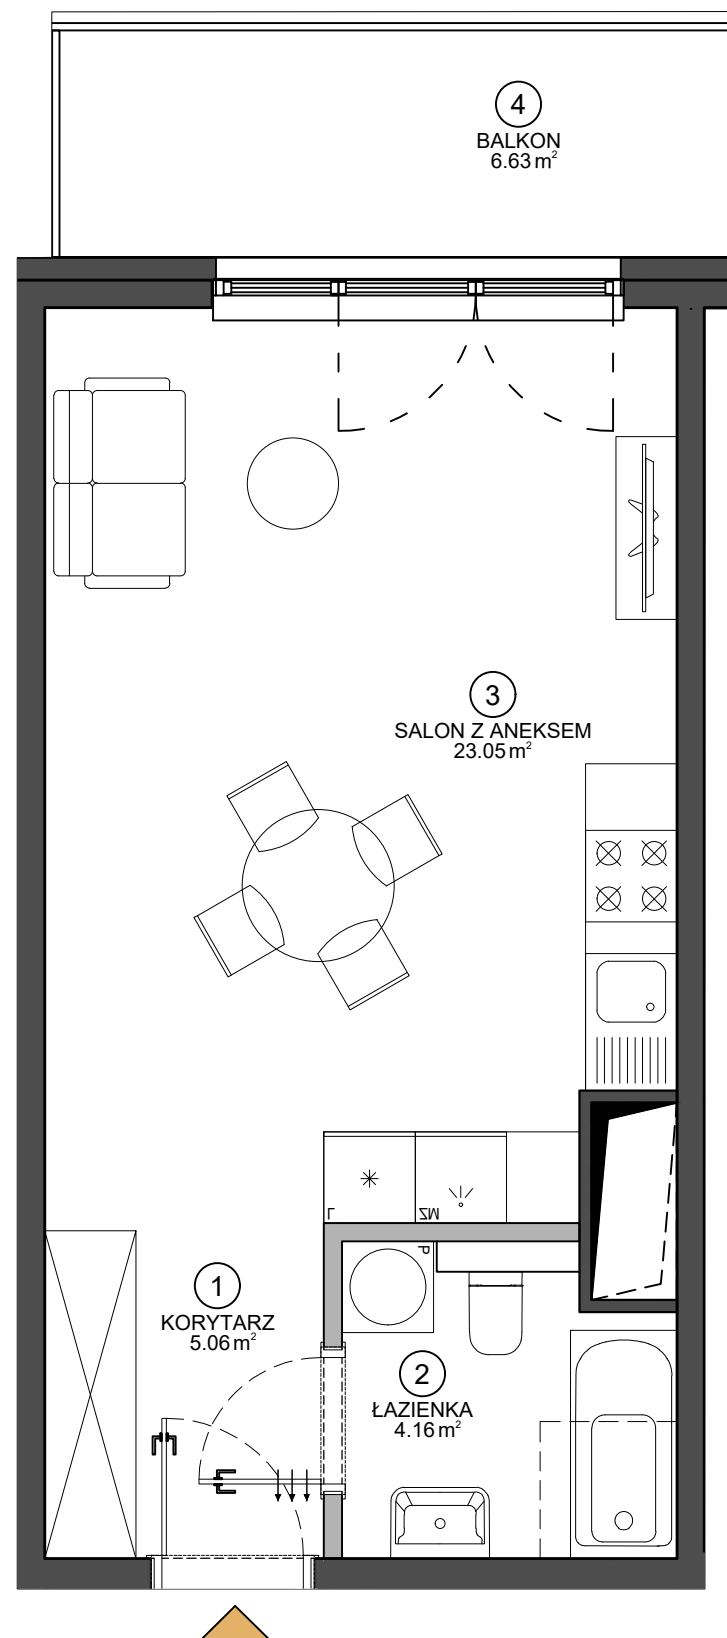 4
BALKON
6.63 m²
3
SALON Z ANEKSEM
23.05 m²
L
MZ
P
1
KORYTARZ
5.06 m²
2
ŁAZIENKA
4.16 m²